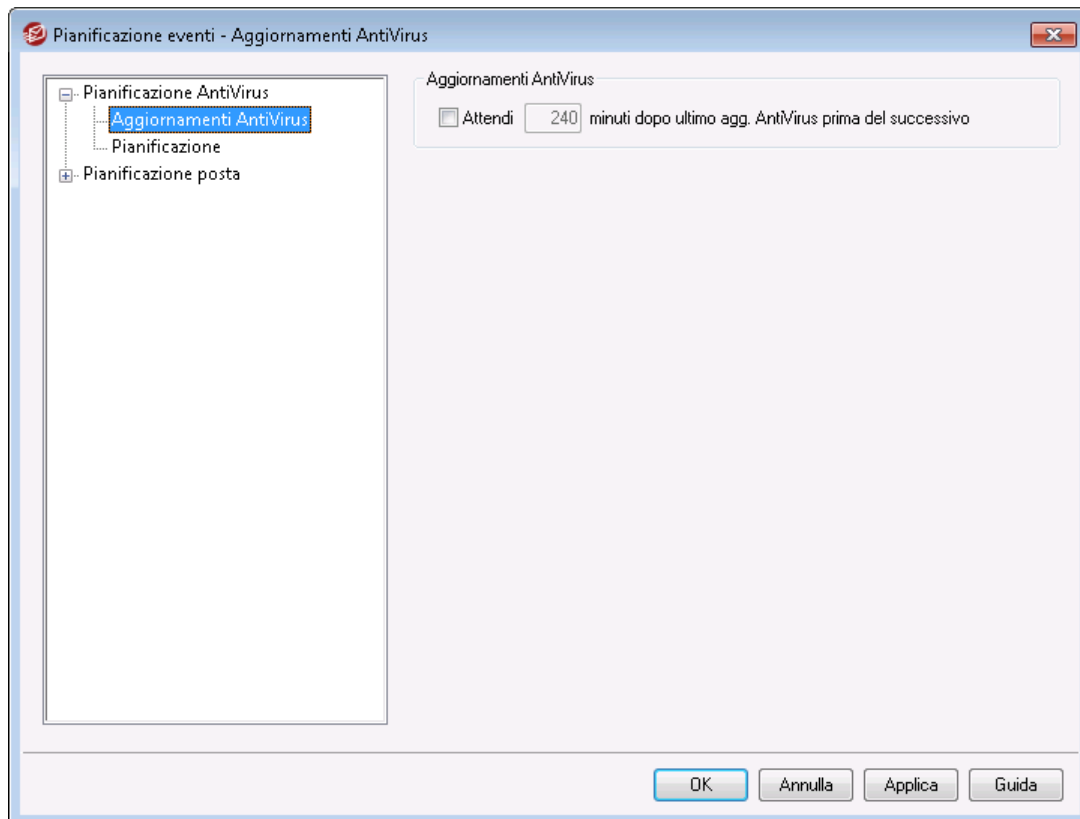 Pianificazione eventi - Aggiornamenti AntiVirus
Pianificazione AntiVirus
Aggiornamenti AntiVirus
Pianificazione
Pianificazione posta
Aggiornamenti AntiVirus
Attendi 240 minuti dopo ultimo agg. AntiVirus prima del successivo
OK Annulla Applica Guida